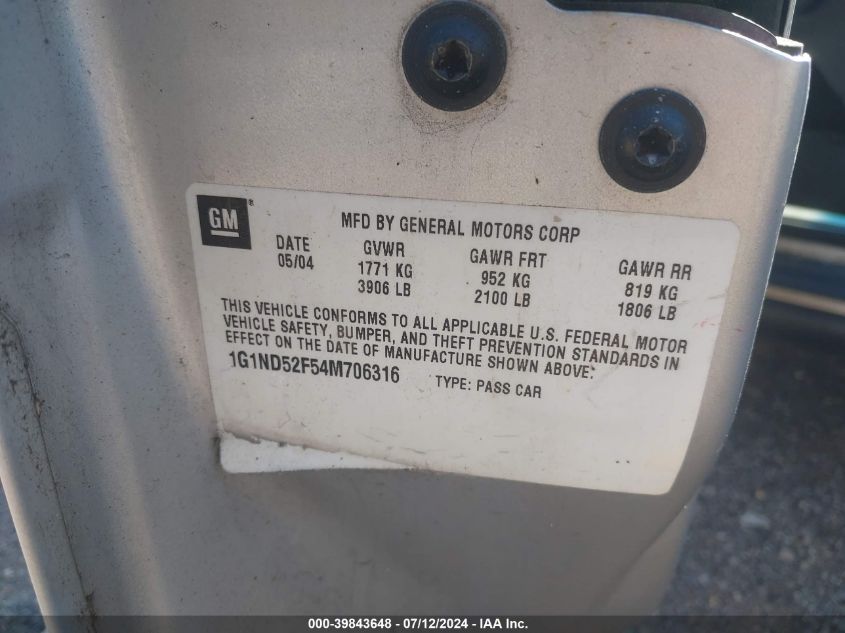 GM®
MFD BY GENERAL MOTORS CORP
DATE GVWR GAWR FRT GAWR RR
05/04 1771 KG 952 KG 819 KG
3906 LB 2100 LB 1806 LB
THIS VEHICLE CONFORMS TO ALL APPLICABLE U.S. FEDERAL MOTOR
VEHICLE SAFETY, BUMPER, AND THEFT PREVENTION STANDARDS IN
EFFECT ON THE DATE OF MANUFACTURE SHOWN ABOVE:
1G1ND52F54M706316 TYPE: PASS CAR
000-39843648 - 07/12/2024 - IAA Inc.